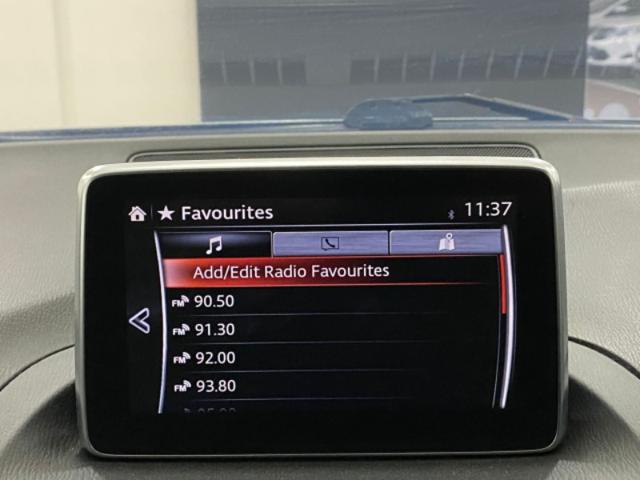 Favourites 11:37
Add/Edit Radio Favourites
FM 90.50
FM 91.30
FM 92.00
FM 93.80